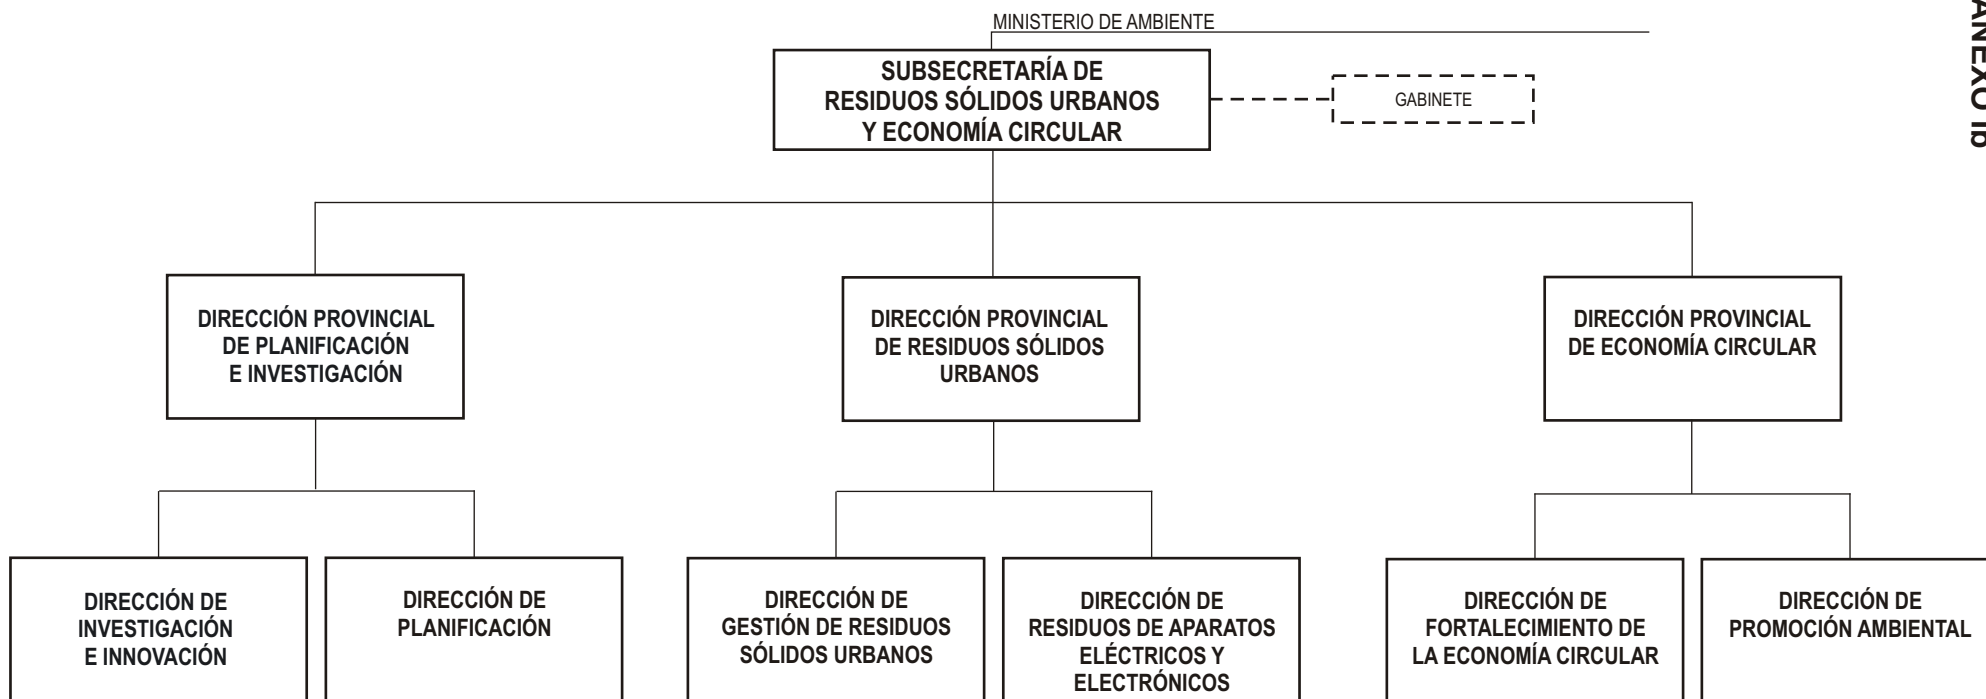 MINISTERIO DE AMBIENTE
ANEXO Ib
SUBSECRETARÍA DE
RESIDUOS SÓLIDOS URBANOS
Y ECONOMÍA CIRCULAR
GABINETE
DIRECCIÓN PROVINCIAL
DE PLANIFICACIÓN
E INVESTIGACIÓN
DIRECCIÓN PROVINCIAL
DE RESIDUOS SÓLIDOS
URBANOS
DIRECCIÓN PROVINCIAL
DE ECONOMÍA CIRCULAR
DIRECCIÓN DE
INVESTIGACIÓN
E INNOVACIÓN
DIRECCIÓN DE
PLANIFICACIÓN
DIRECCIÓN DE
GESTIÓN DE RESIDUOS
SÓLIDOS URBANOS
DIRECCIÓN DE
RESIDUOS DE APARATOS
ELÉCTRICOS Y
ELECTRÓNICOS
DIRECCIÓN DE
FORTALECIMIENTO DE
LA ECONOMÍA CIRCULAR
DIRECCIÓN DE
PROMOCIÓN AMBIENTAL